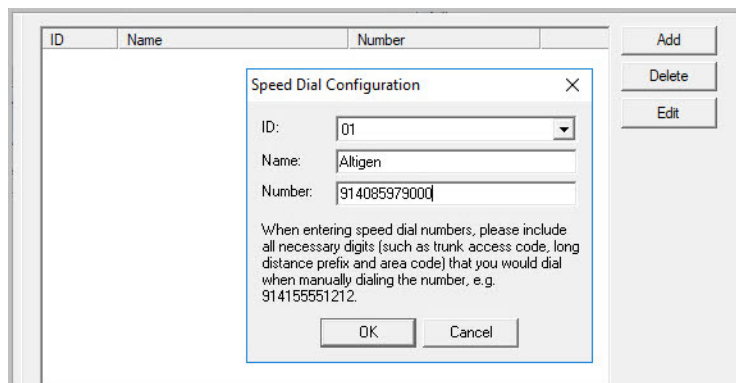 ID Name Number
Add
Delete
Edit
Speed Dial Configuration
ID: 01
Name: Altigen
Number: 914085979000
When entering speed dial numbers, please include
all necessary digits (such as trunk access code, long
distance prefix and area code) that you would dial
when manually dialing the number, e.g.
914155551212.
OK Cancel